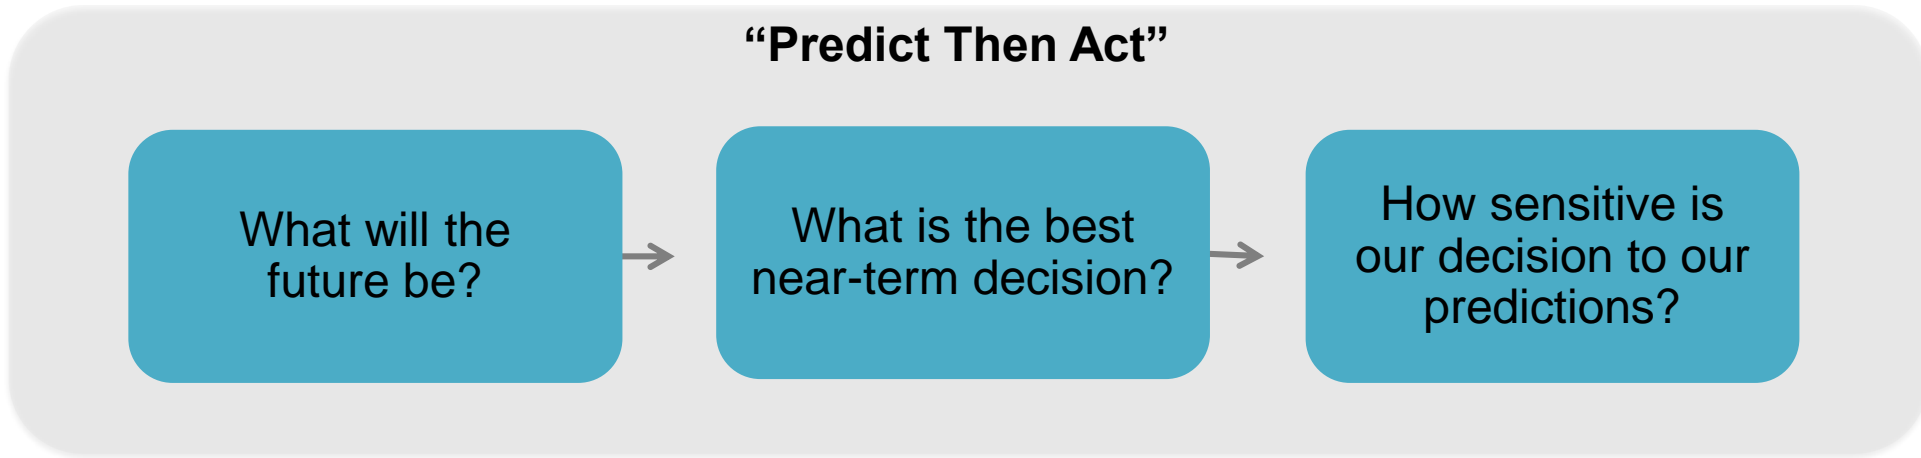 “Predict Then Act”
What will the
future be?
What is the best
near-term decision?
How sensitive is
our decision to our
predictions?